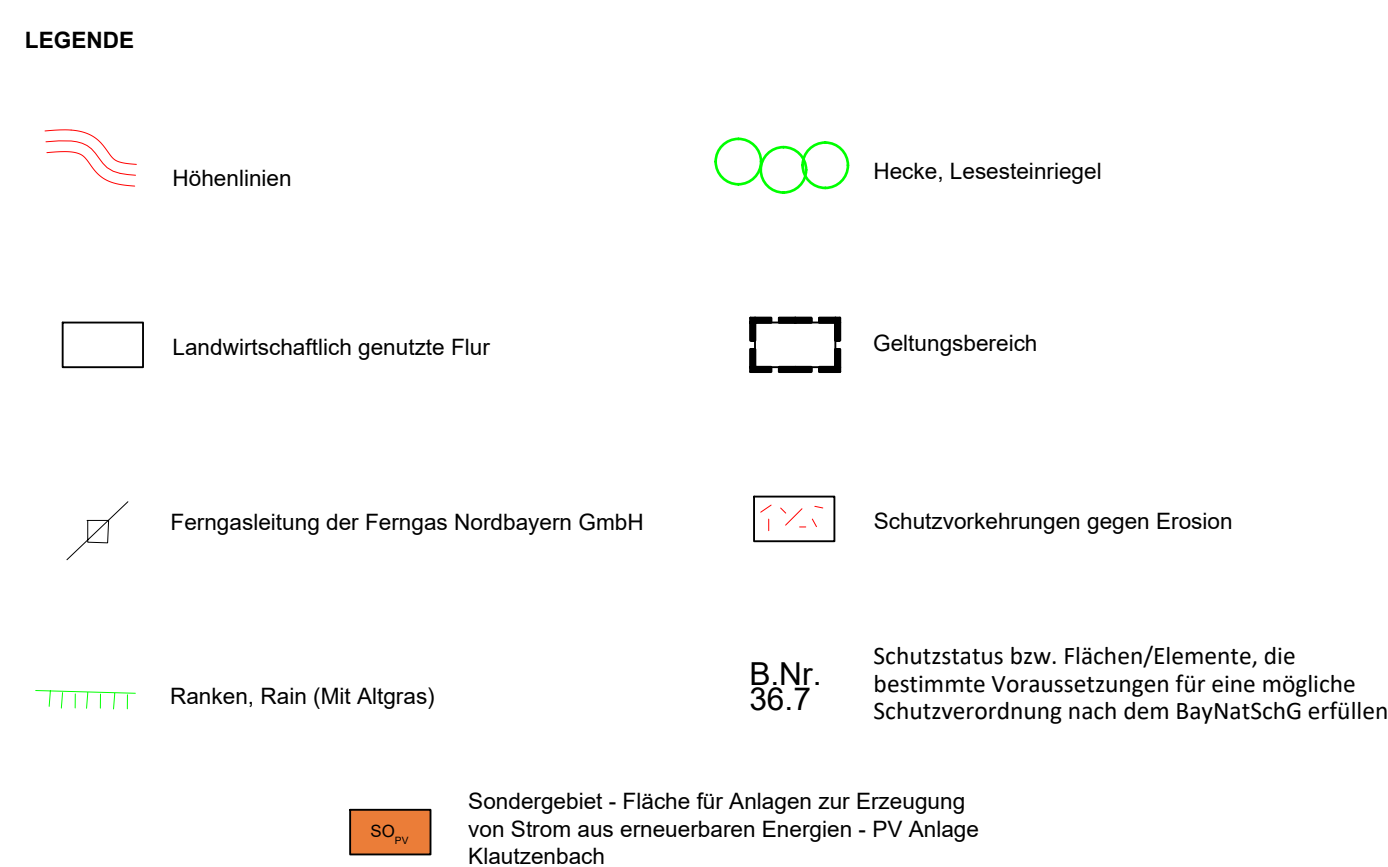 LEGENDE
Höhenlinien
Hecke, Lesesteinriegel
Landwirtschaftlich genutzte Flur
Geltungsbereich
Ferngasleitung der Ferngas Nordbayern GmbH
Schutzvorkehrungen gegen Erosion
Ranken, Rain (Mit Altgras)
B.Nr.
36.7
Schutzstatus bzw. Flächen/Elemente, die
bestimmte Voraussetzungen für eine mögliche
Schutzverordnung nach dem BayNatSchG erfüllen
SO PV
Sondergebiet - Fläche für Anlagen zur Erzeugung
von Strom aus erneuerbaren Energien - PV Anlage
Klautzenbach